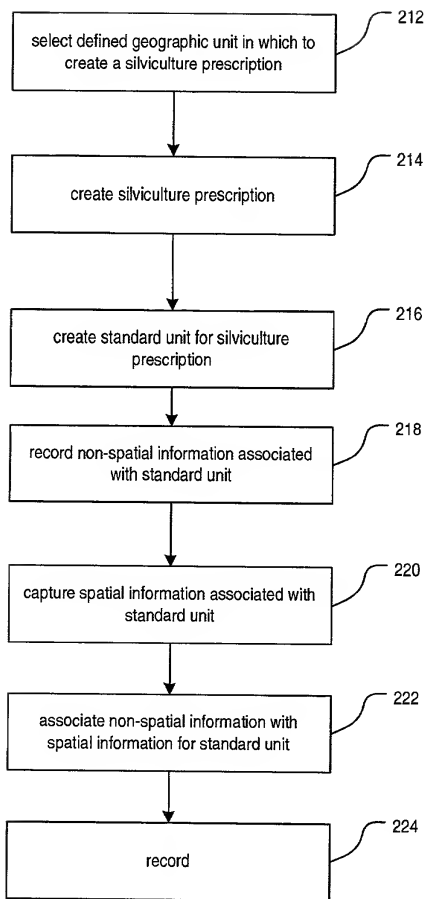 212
select defined geographic unit in which to
create a silviculture prescription
214
create silviculture prescription
216
create standard unit for silviculture
prescription
218
record non-spatial information associated
with standard unit
220
capture spatial information associated with
standard unit
222
associate non-spatial information with
spatial information for standard unit
224
record